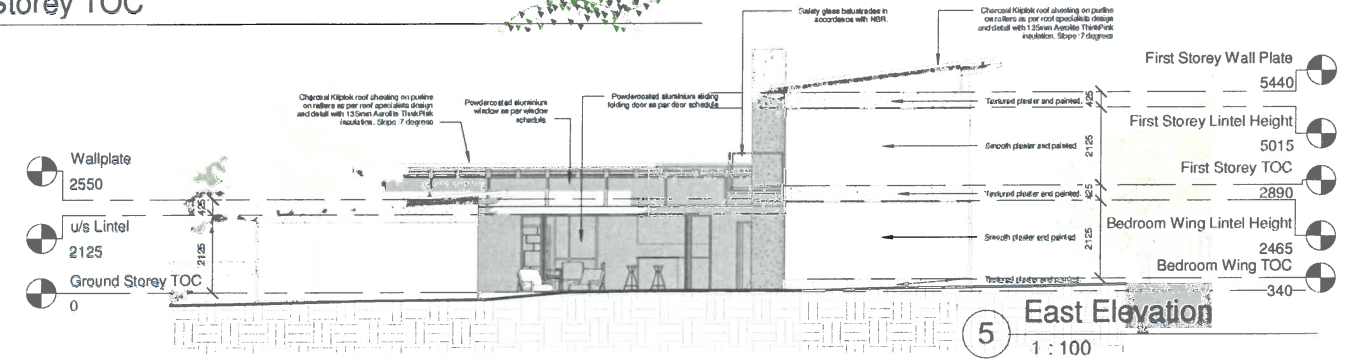 Storey TOC
Safety glass balustrades in
accordance with NBR.
Charcoal Kliplok roof sheeting on purlins
on rafters as per roof specialists design
and detail with 135mm Aerolite ThinkPink
insulation. Slope :7 degrees
Charcoal Kliplok roof sheeting on purlins
on rafters as per roof specialists design
and detail with 135mm Aerolite ThinkPink
insulation. Slope :7 degrees
Powdercoated aluminium
window as per window
schedule.
Powdercoated aluminium sliding
folding door as per door schedule
Wallplate
2550
u/s Lintel
2125
Ground Storey TOC
0
425
2125
Textured plaster and painted.
Smooth plaster and painted
Textured plaster and painted.
Smooth plaster and painted
Textured plaster and painted
425
2125
425
2125
First Storey Wall Plate
5440
First Storey Lintel Height
5015
First Storey TOC
2890
Bedroom Wing Lintel Height
2465
Bedroom Wing TOC
340
5
East Elevation
1 : 100